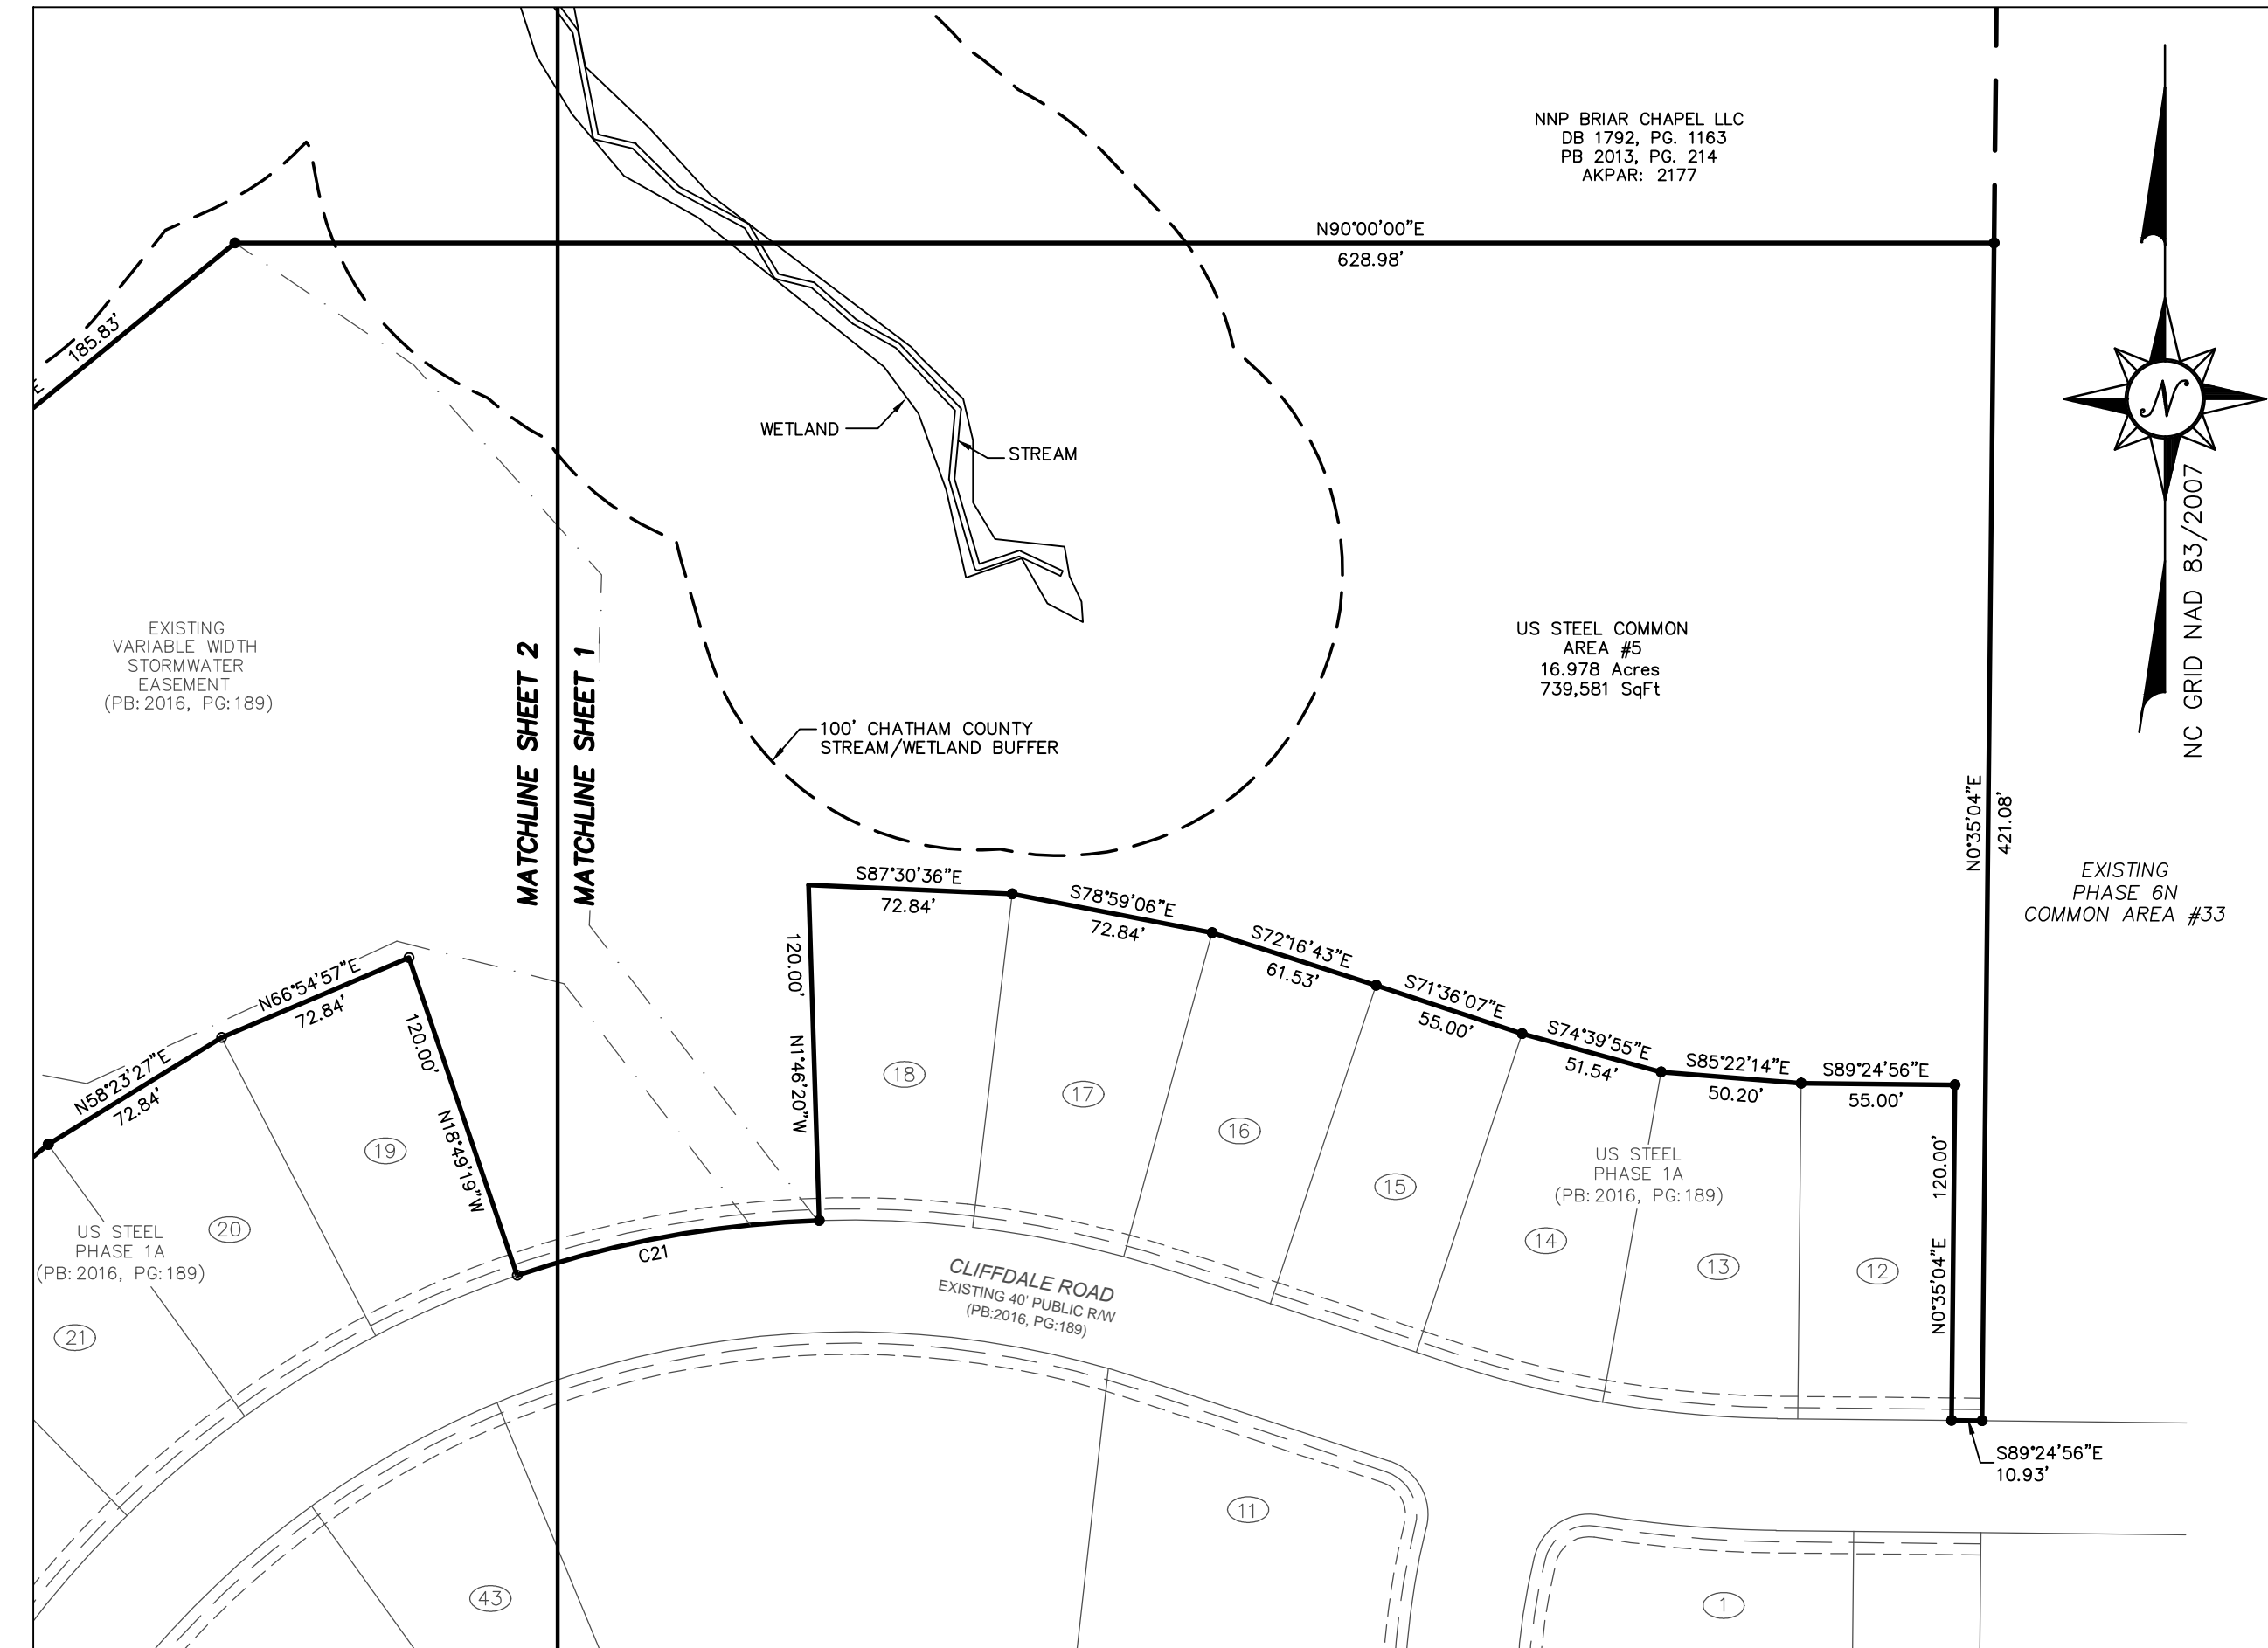 NNP BRIAR CHAPEL LLC
DB 1792, PG. 1163
PB 2013, PG. 214
AKPAR: 2177
N90°00'00"E
628.98'
185.83'
E
WETLAND
STREAM
N
NC GRID NAD 83/2007
EXISTING
VARIABLE WIDTH
STORMWATER
EASEMENT
(PB: 2016, PG: 189)
MATCHLINE SHEET 2
MATCHLINE SHEET 1
US STEEL COMMON
AREA #5
16.978 Acres
739,581 SqFt
100' CHATHAM COUNTY
STREAM/WETLAND BUFFER
N0°35'04"E
421.08'
EXISTING
PHASE 6N
COMMON AREA #33
S87°30'36"E
72.84'
S78°59'06"E
72.84'
S72°16'43"E
61.53'
S71°36'07"E
55.00'
S74°39'55"E
51.54'
S85°22'14"E
50.20'
S89°24'56"E
55.00'
120.00'
N1°46'20"W
N66°54'57"E
72.84'
N58°23'27"E
72.84'
120.00'
N18°49'19"W
18
17
16
15
14
13
12
19
20
21
US STEEL
PHASE 1A
(PB: 2016, PG: 189)
US STEEL
PHASE 1A
(PB: 2016, PG: 189)
120.00'
N0°35'04"E
C21
CLIFFDALE ROAD
EXISTING 40' PUBLIC R/W
(PB:2016, PG:189)
S89°24'56"E
10.93'
11
43
1